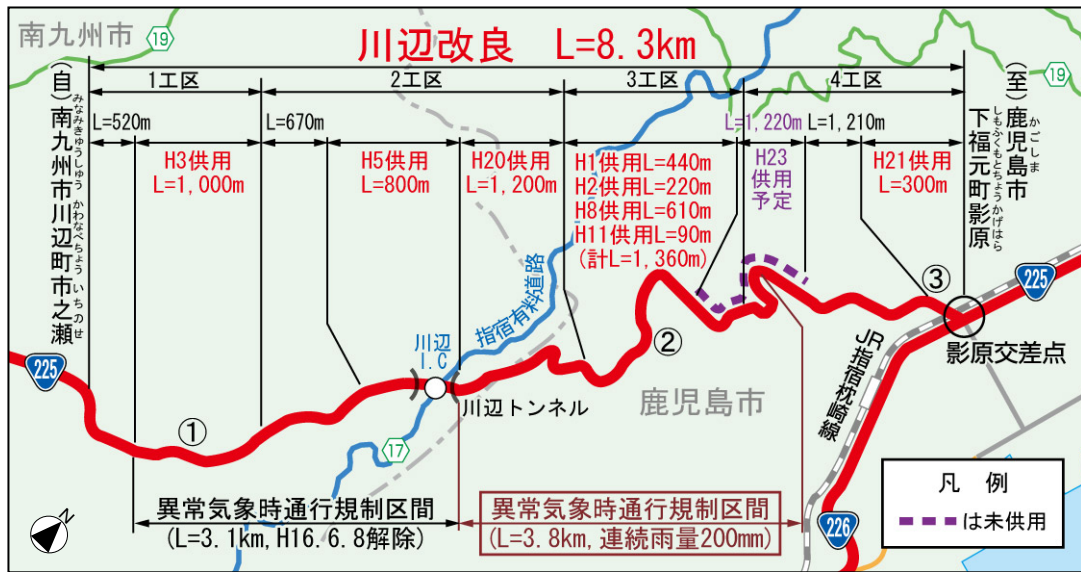 南九州市
19
川辺改良 L=8.3km
19
1工区
2工区
3工区
4工区
(自)南九州市川辺町市之瀬
みなみきゅうしゅう かわなべちょう いちのせ
L=520m
H3供用
L=1,000m
L=670m
H5供用
L=800m
H20供用
L=1,200m
H1供用L=440m
H2供用L=220m
H8供用L=610m
H11供用L=90m
(計L=1,360m)
L=1,220m
H23
供用
予定
L=1,210m
H21供用
L=300m
(至)鹿児島市
かごしま
下福元町影原
しもふくもとちょうかげはら
225
225
指宿有料道路
川辺
I.C
川辺トンネル
①
②
③
鹿児島市
影原交差点
JR指宿枕崎線
17
異常気象時通行規制区間
(L=3.1km, H16.6.8解除)
異常気象時通行規制区間
(L=3.8km, 連続雨量200mm)
226
凡 例
は未供用
N